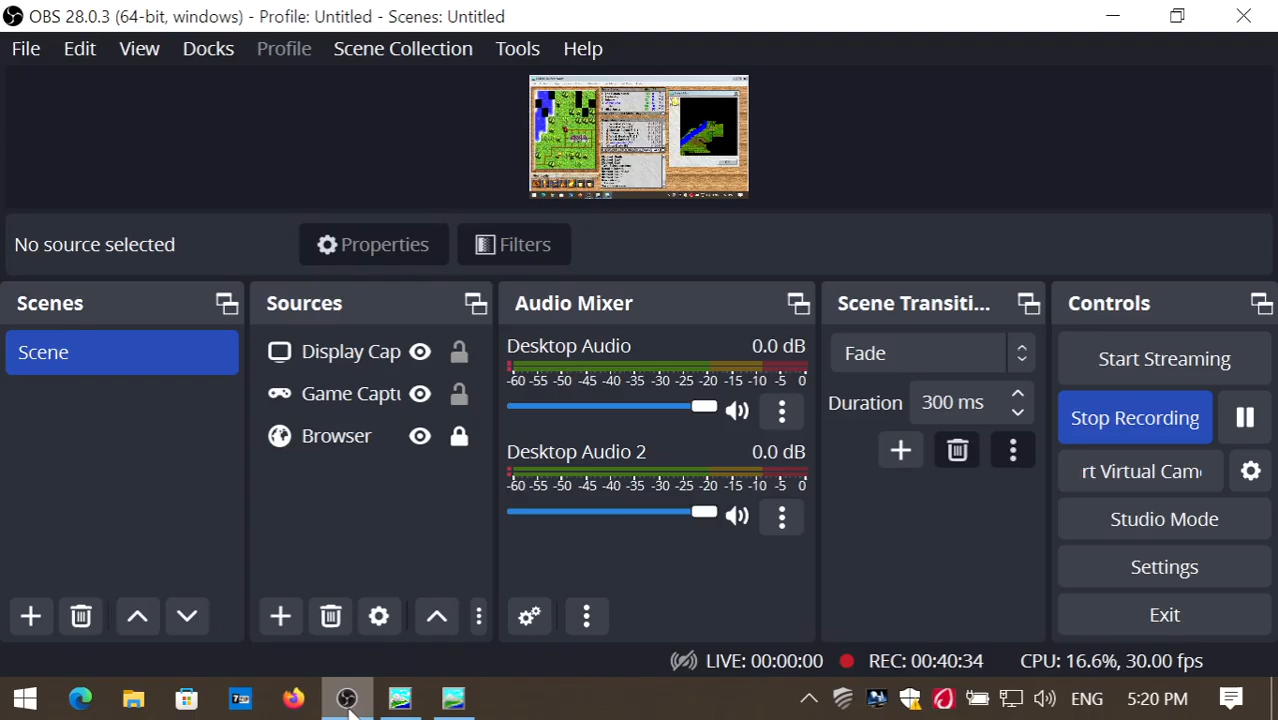 OBS 28.0.3 (64-bit, windows) - Profile: Untitled - Scenes: Untitled
File Edit View Docks Profile Scene Collection Tools Help
No source selected Properties Filters
Scenes
Scene
Sources
Display Cap
Game Captu
Browser
Audio Mixer
Desktop Audio 0.0 dB
-60 -55 -50 -45 -40 -35 -30 -25 -20 -15 -10 -5 0
Desktop Audio 2 0.0 dB
-60 -55 -50 -45 -40 -35 -30 -25 -20 -15 -10 -5 0
Scene Transiti...
Fade
Duration 300 ms
Controls
Start Streaming
Stop Recording
rt Virtual Cam
Studio Mode
Settings
Exit
LIVE: 00:00:00 REC: 00:40:34 CPU: 16.6%, 30.00 fps
ENG 5:20 PM